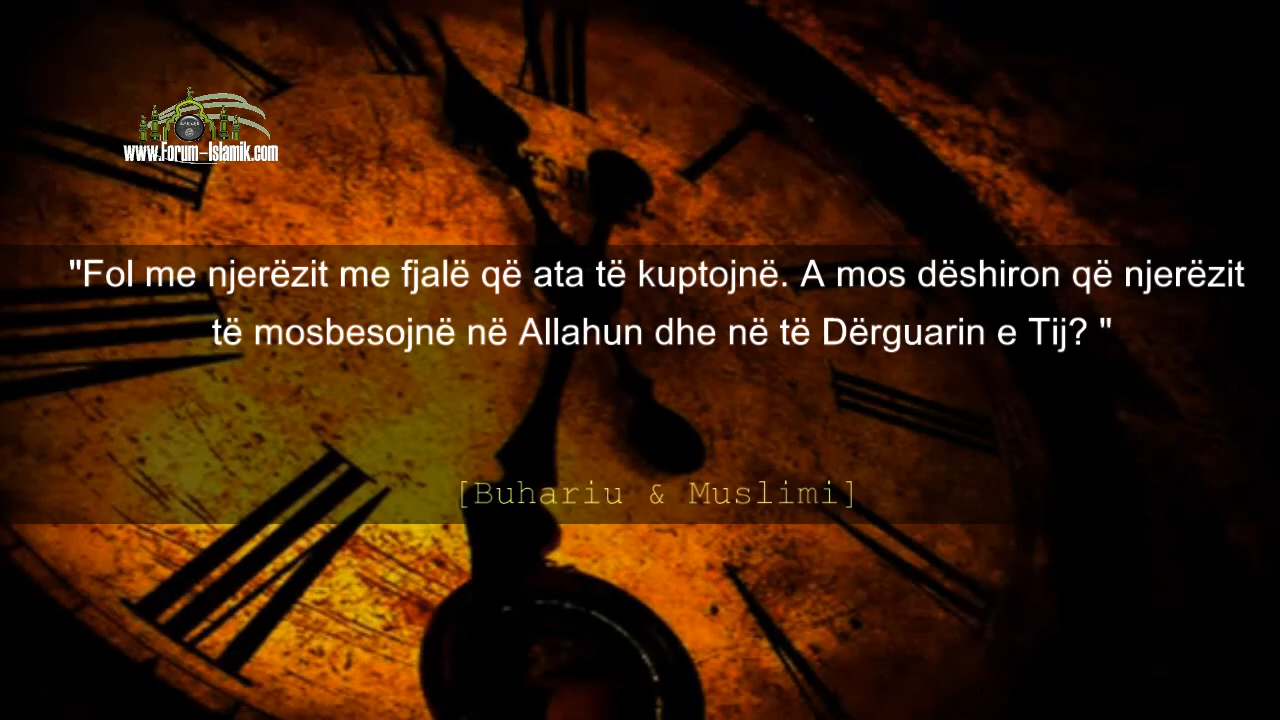 www.Forum-Islamik.com
"Fol me njerëzit me fjalë që ata të kuptojnë. A mos dëshiron që njerëzit
të mosbesojnë në Allahun dhe në të Dërguarin e Tij? "
[Buhariu & Muslimi]